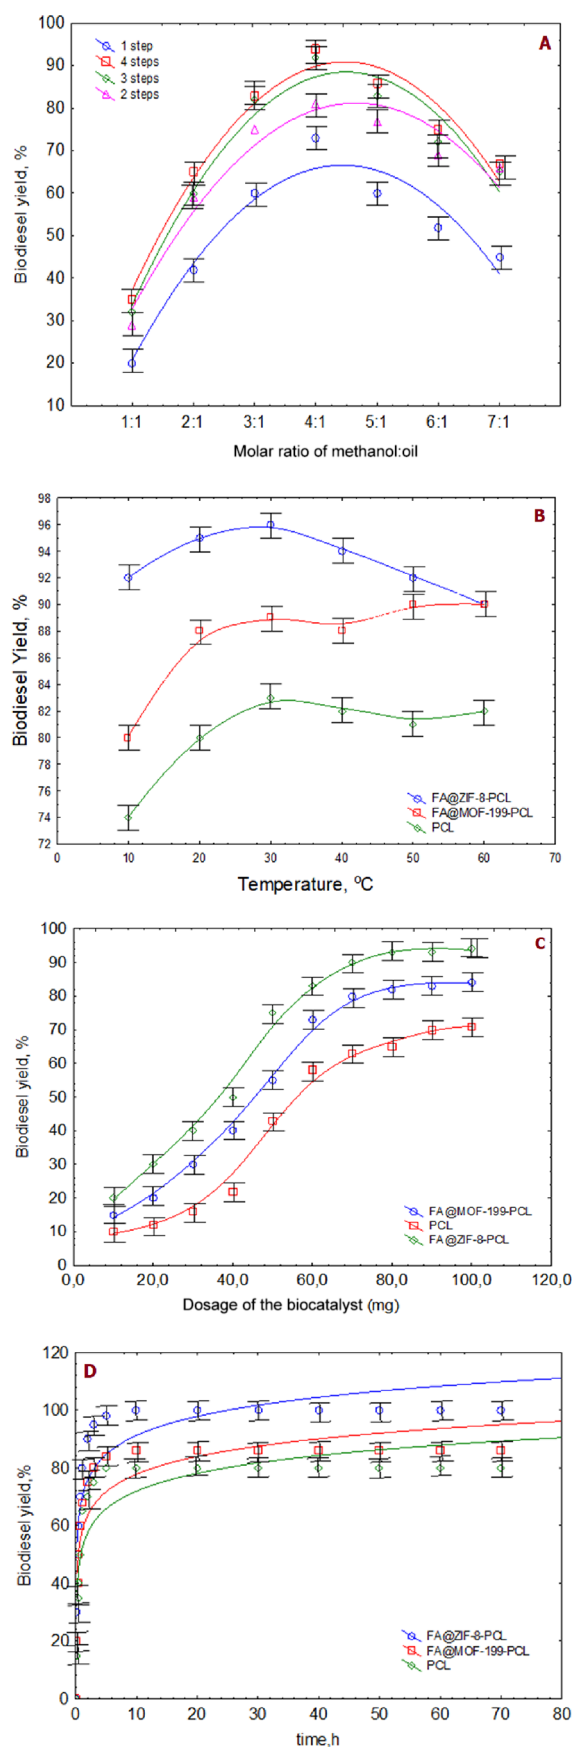 A
1 step
4 steps
3 steps
2 steps
Biodiesel yield, %
100
90
80
70
60
50
40
30
20
10
1:1 2:1 3:1 4:1 5:1 6:1 7:1
Molar ratio of methanol:oil
B
Biodiesel Yield, %
98
96
94
92
90
88
86
84
82
80
78
76
74
72
FA@ZIF-8-PCL
FA@MOF-199-PCL
PCL
0 10 20 30 40 50 60 70
Temperature, ºC
C
Biodiesel yield, %
100
90
80
70
60
50
40
30
20
10
0
FA@MOF-199-PCL
PCL
FA@ZIF-8-PCL
0,0 20,0 40,0 60,0 80,0 100,0 120,0
Dosage of the biocatalyst (mg)
D
Biodiesel yield,%
120
100
80
60
40
20
0
FA@ZIF-8-PCL
FA@MOF-199-PCL
PCL
0 10 20 30 40 50 60 70 80
time,h